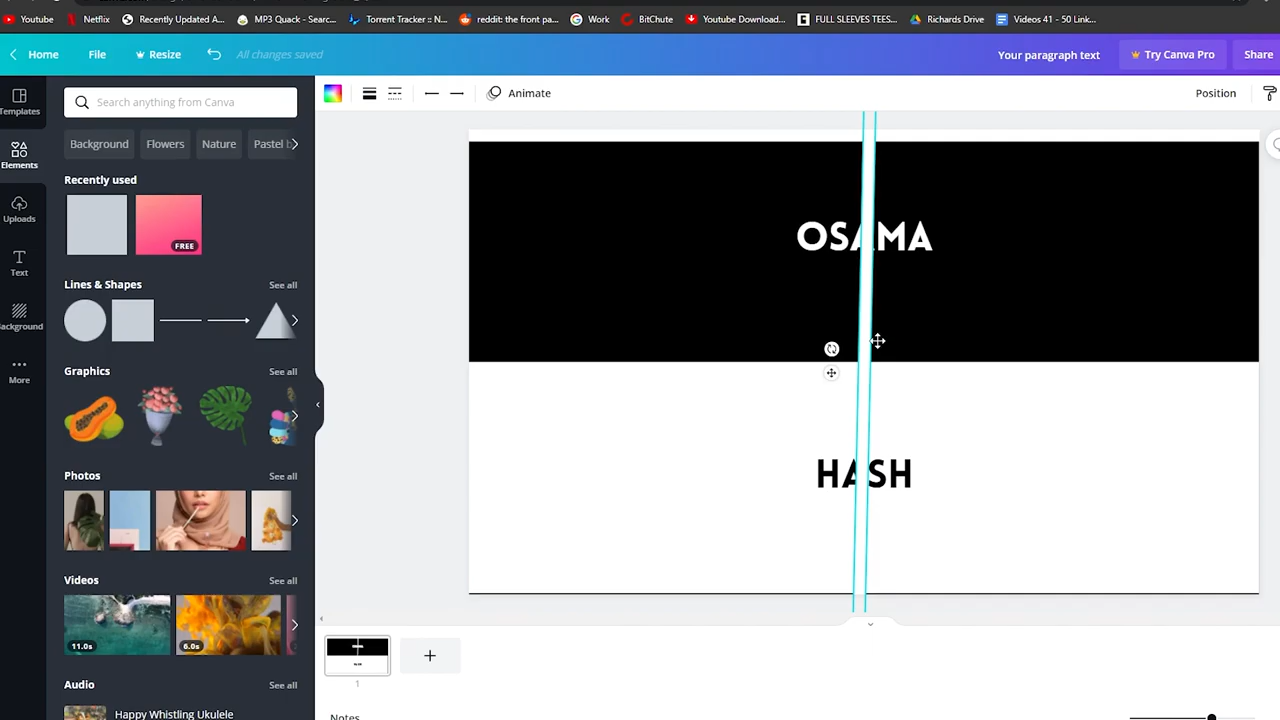 Youtube
Netflix
Recently Updated A...
MP3 Quack - Searc...
Torrent Tracker :: N...
reddit: the front pa...
Work
BitChute
Youtube Download...
FULL SLEEVES TEES...
Richards Drive
Videos 41 - 50 Link...
Home
File
Resize
All changes saved
Your paragraph text
Try Canva Pro
Share
Templates
Elements
Uploads
Text
Background
More
Search anything from Canva
Background
Flowers
Nature
Pastel b
Recently used
FREE
Lines & Shapes
See all
Graphics
See all
Photos
See all
Videos
See all
11.0s
6.0s
Audio
See all
Happy Whistling Ukulele
Animate
Position
OSAMA
HASH
1
Notes